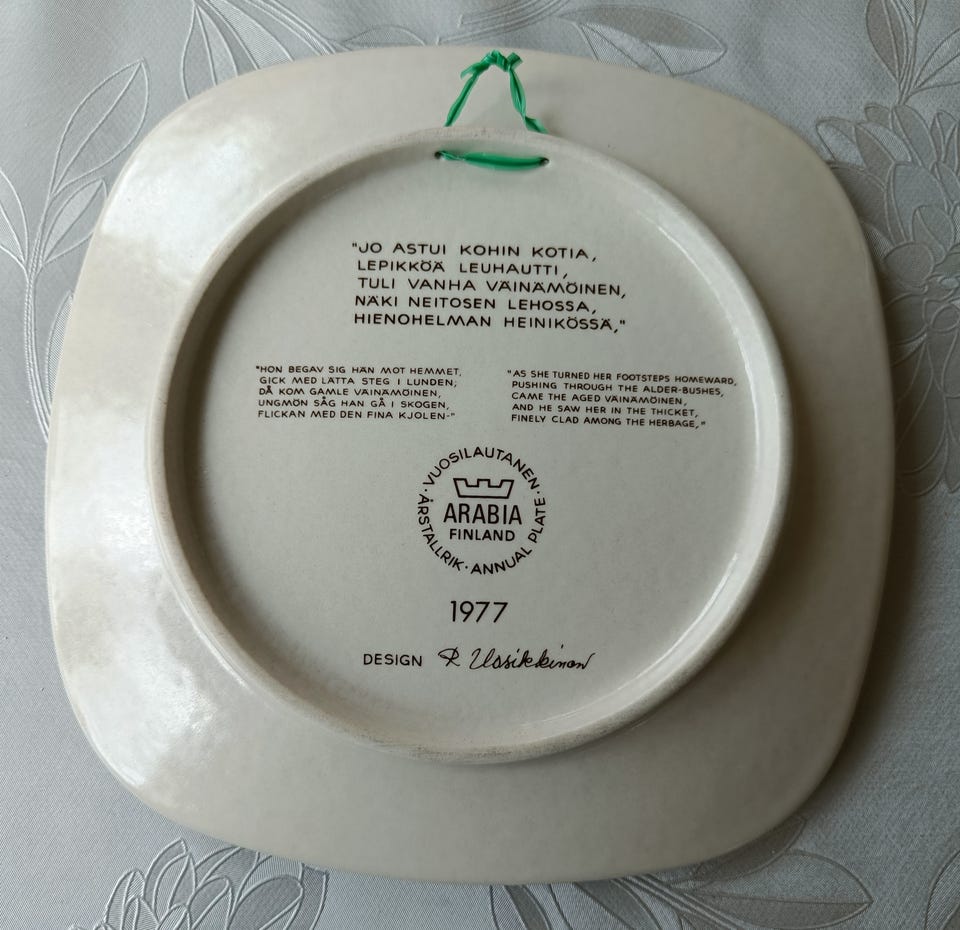 "JO ASTUI KOHIN KOTIA,
LEPIKKÖÄ LEUHAUTTI,
TULI VANHA VÄINÄMÖINEN,
NÄKI NEITOSEN LEHOSSA,
HIENOHELMAN HEINIKÖSSÄ,"
"HON BEGAV SIG HÄN MOT HEMMET,
GICK MED LÄTTA STEG I LUNDEN;
DÅ KOM GAMLE VÄINÄMÖINEN,
UNGMÖN SÅG HAN GÅ I SKOGEN,
FLICKAN MED DEN FINA KJOLEN-"
"AS SHE TURNED HER FOOTSTEPS HOMEWARD,
PUSHING THROUGH THE ALDER-BUSHES,
CAME THE AGED VÄINÄMÖINEN,
AND HE SAW HER IN THE THICKET,
FINELY CLAD AMONG THE HERBAGE,"
· VUOSILAUTANEN · ANNUAL PLATE · ÅRSTALLRIK
ARABIA
FINLAND
1977
DESIGN R. Uosikkinen